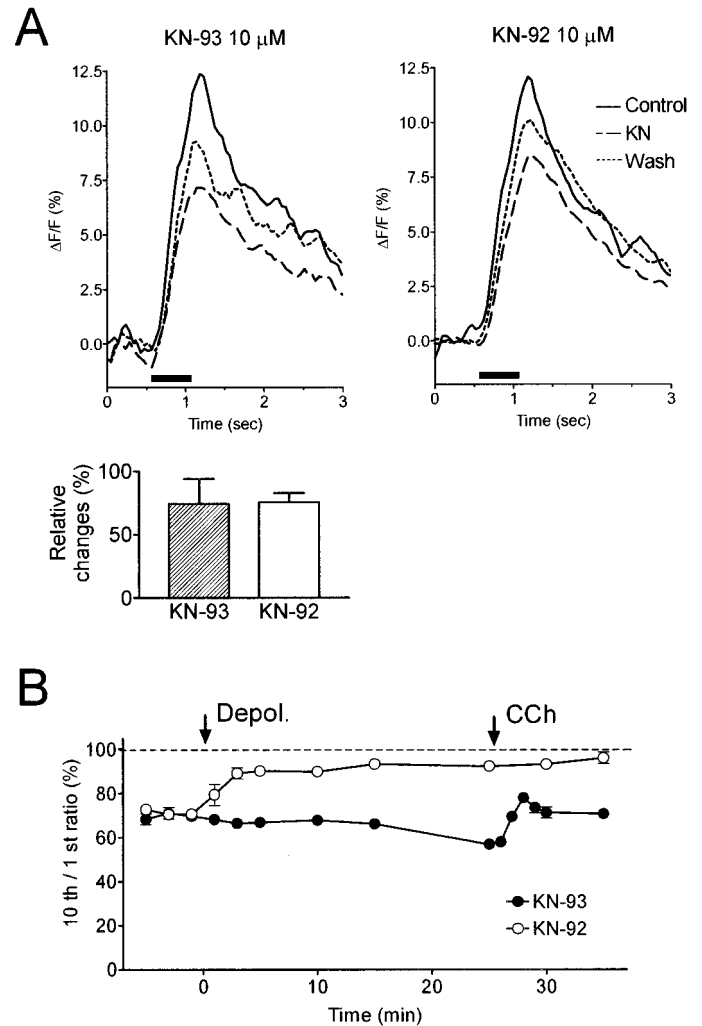 A
KN-93 10 μM
KN-92 10 μM
12.5
10.0
7.5
5.0
2.5
0.0
ΔF/F (%)
0
1
2
3
Time (sec)
12.5
10.0
7.5
5.0
2.5
0.0
ΔF/F (%)
0
1
2
3
Time (sec)
Control
KN
Wash
100
50
0
Relative
changes (%)
KN-93
KN-92
B
Depol.
CCh
100
80
60
40
20
0
10 th / 1 st ratio (%)
KN-93
KN-92
0
10
20
30
Time (min)